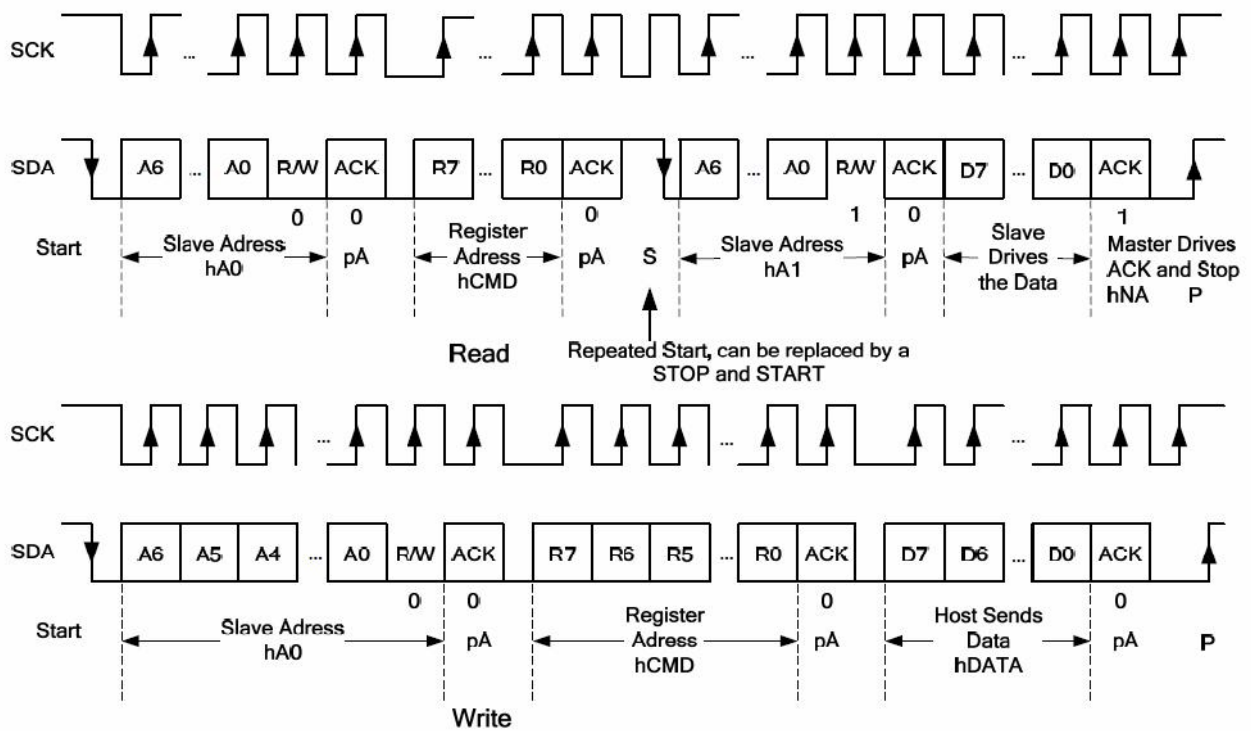 SCK ... ... ... ...
SDA A6 ... A0 R/W ACK R7 ... R0 ACK A6 ... A0 R/W ACK D7 ... D0 ACK
0 0 0 1 0 1
Start Slave Adress hA0 pA Register Adress hCMD pA S Slave Adress hA1 pA Slave Drives the Data Master Drives ACK and Stop hNA P
Read
Repeated Start, can be replaced by a
STOP and START
SCK ... ... ...
SDA A6 A5 A4 ... A0 R/W ACK R7 R6 R5 ... R0 ACK D7 D6 ... D0 ACK
0 0 0 0
Start Slave Adress hA0 pA Register Adress hCMD pA Host Sends Data hDATA pA P
Write